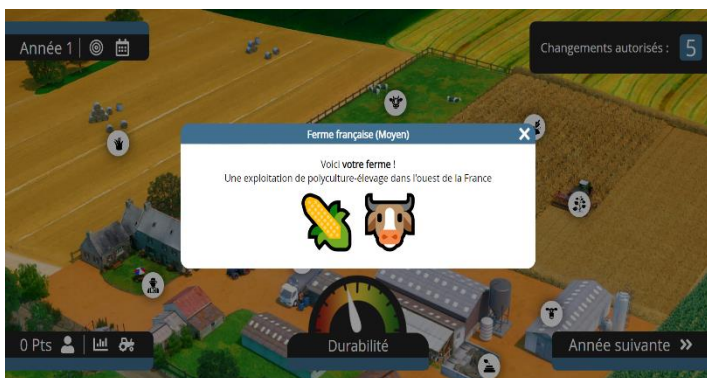 Année 1
Changements autorisés : 5
Ferme française (Moyen)
Voici votre ferme !
Une exploitation de polyculture-élevage dans l'ouest de la France
0 Pts
Durabilité
Année suivante